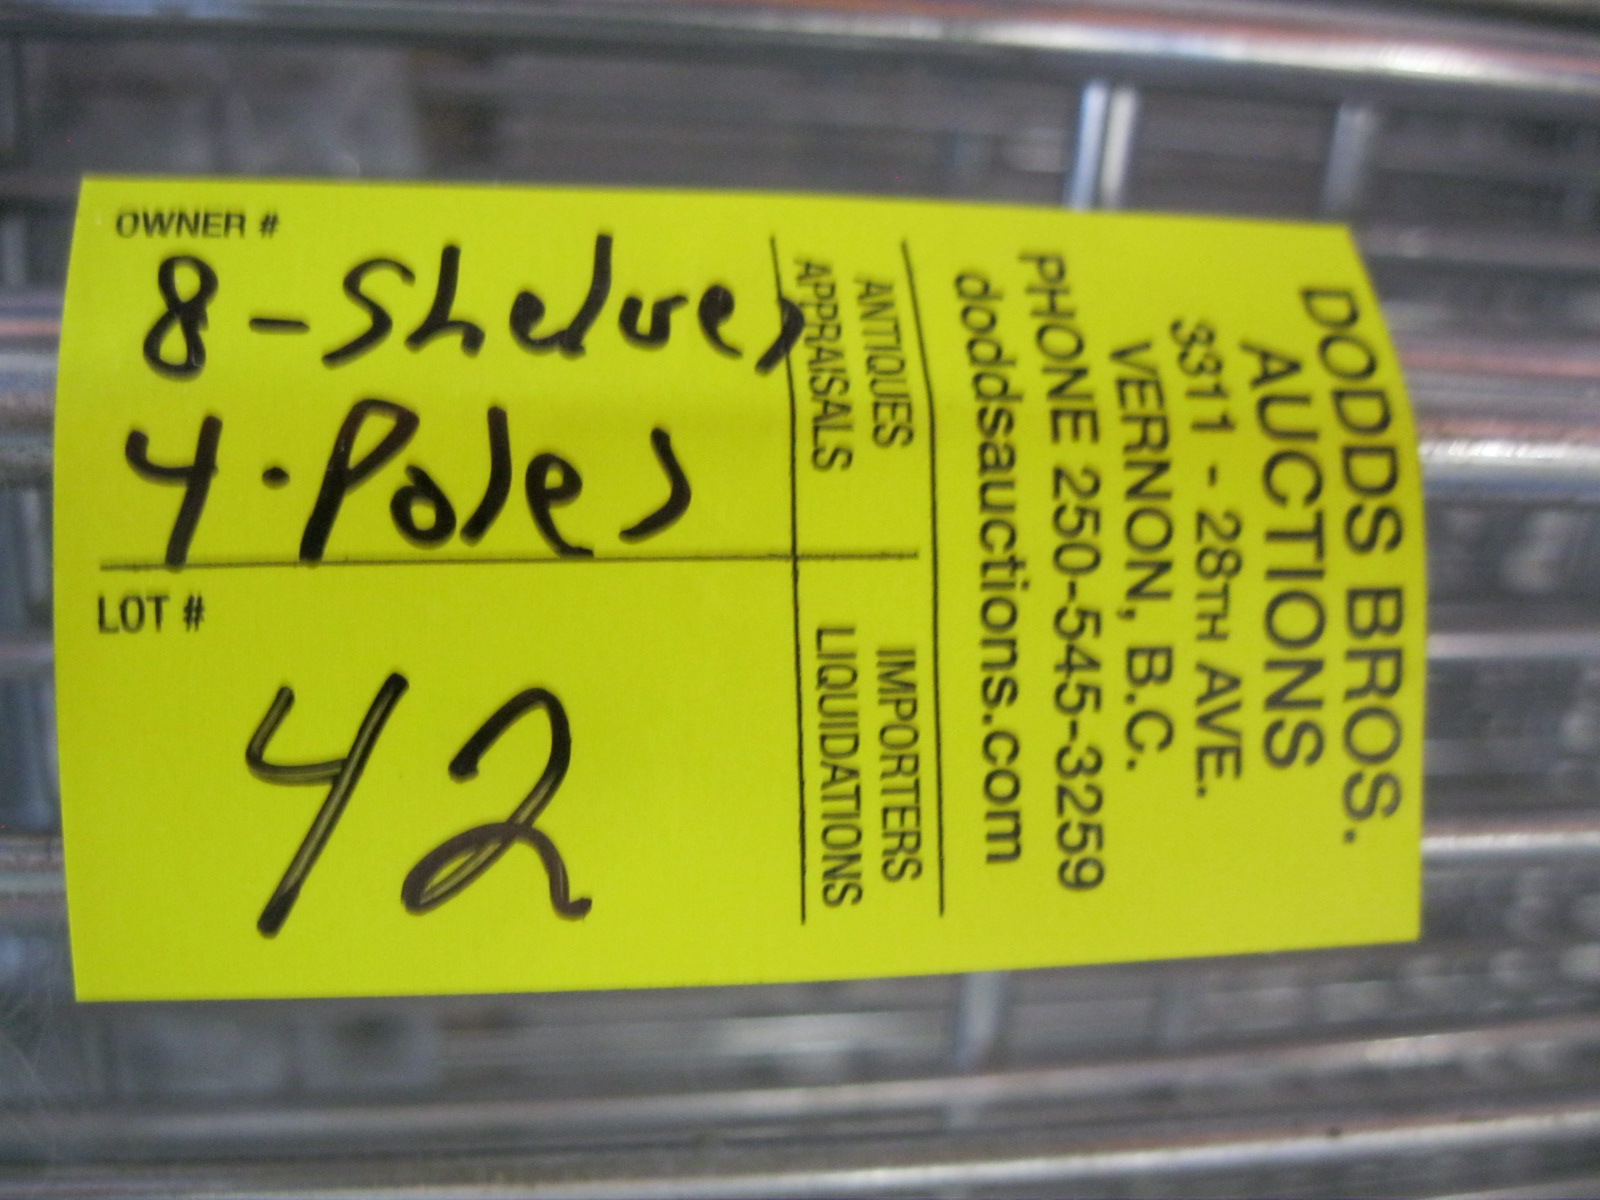 DODDS BROS.
AUCTIONS
3311 - 28TH AVE.
VERNON, B.C.
PHONE 250-545-3259
doddsauctions.com
ANTIQUES IMPORTERS
APPRAISALS LIQUIDATIONS
OWNER #
8-Shelves
4.Poles
LOT #
42